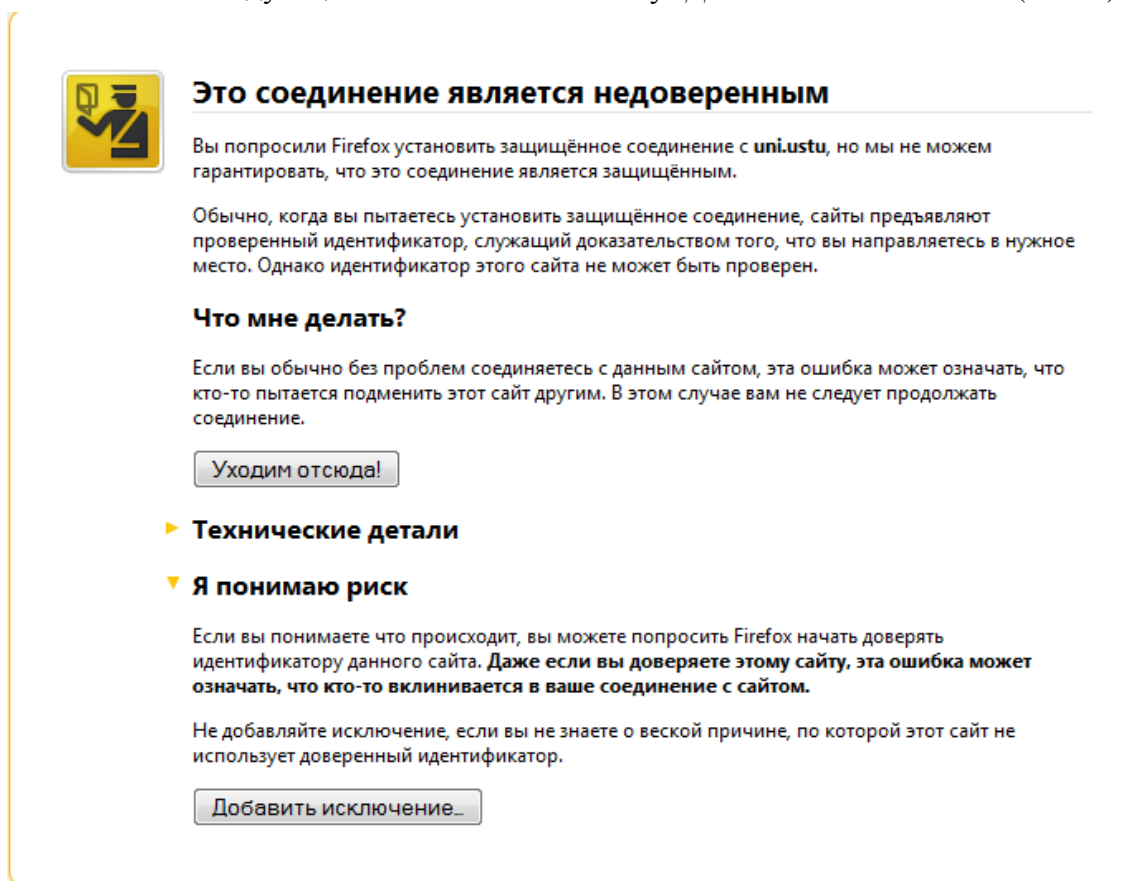 Это соединение является недоверенным
Вы попросили Firefox установить защищённое соединение с uni.ustu, но мы не можем
гарантировать, что это соединение является защищённым.
Обычно, когда вы пытаетесь установить защищённое соединение, сайты предъявляют
проверенный идентификатор, служащий доказательством того, что вы направляетесь в нужное
место. Однако идентификатор этого сайта не может быть проверен.
Что мне делать?
Если вы обычно без проблем соединяетесь с данным сайтом, эта ошибка может означать, что
кто-то пытается подменить этот сайт другим. В этом случае вам не следует продолжать
соединение.
Уходим отсюда!
Технические детали
Я понимаю риск
Если вы понимаете что происходит, вы можете попросить Firefox начать доверять
идентификатору данного сайта. Даже если вы доверяете этому сайту, эта ошибка может
означать, что кто-то вклинивается в ваше соединение с сайтом.
Не добавляйте исключение, если вы не знаете о веской причине, по которой этот сайт не
использует доверенный идентификатор.
Добавить исключение…